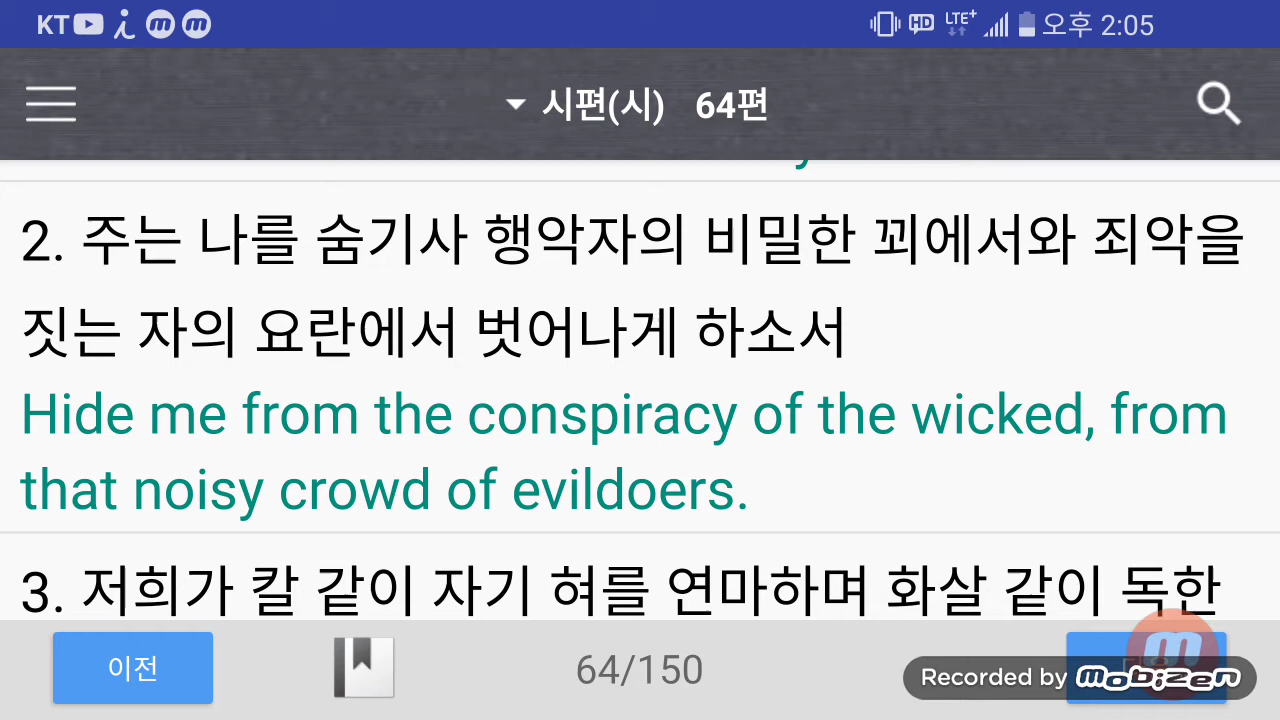 KT
HD LTE+ 오후 2:05
시편(시) 64편
2. 주는 나를 숨기사 행악자의 비밀한 꾀에서와 죄악을
짓는 자의 요란에서 벗어나게 하소서
Hide me from the conspiracy of the wicked, from
that noisy crowd of evildoers.
3. 저희가 칼 같이 자기 혀를 연마하며 화살 같이 독한
이전
64/150
Recorded by mobizen